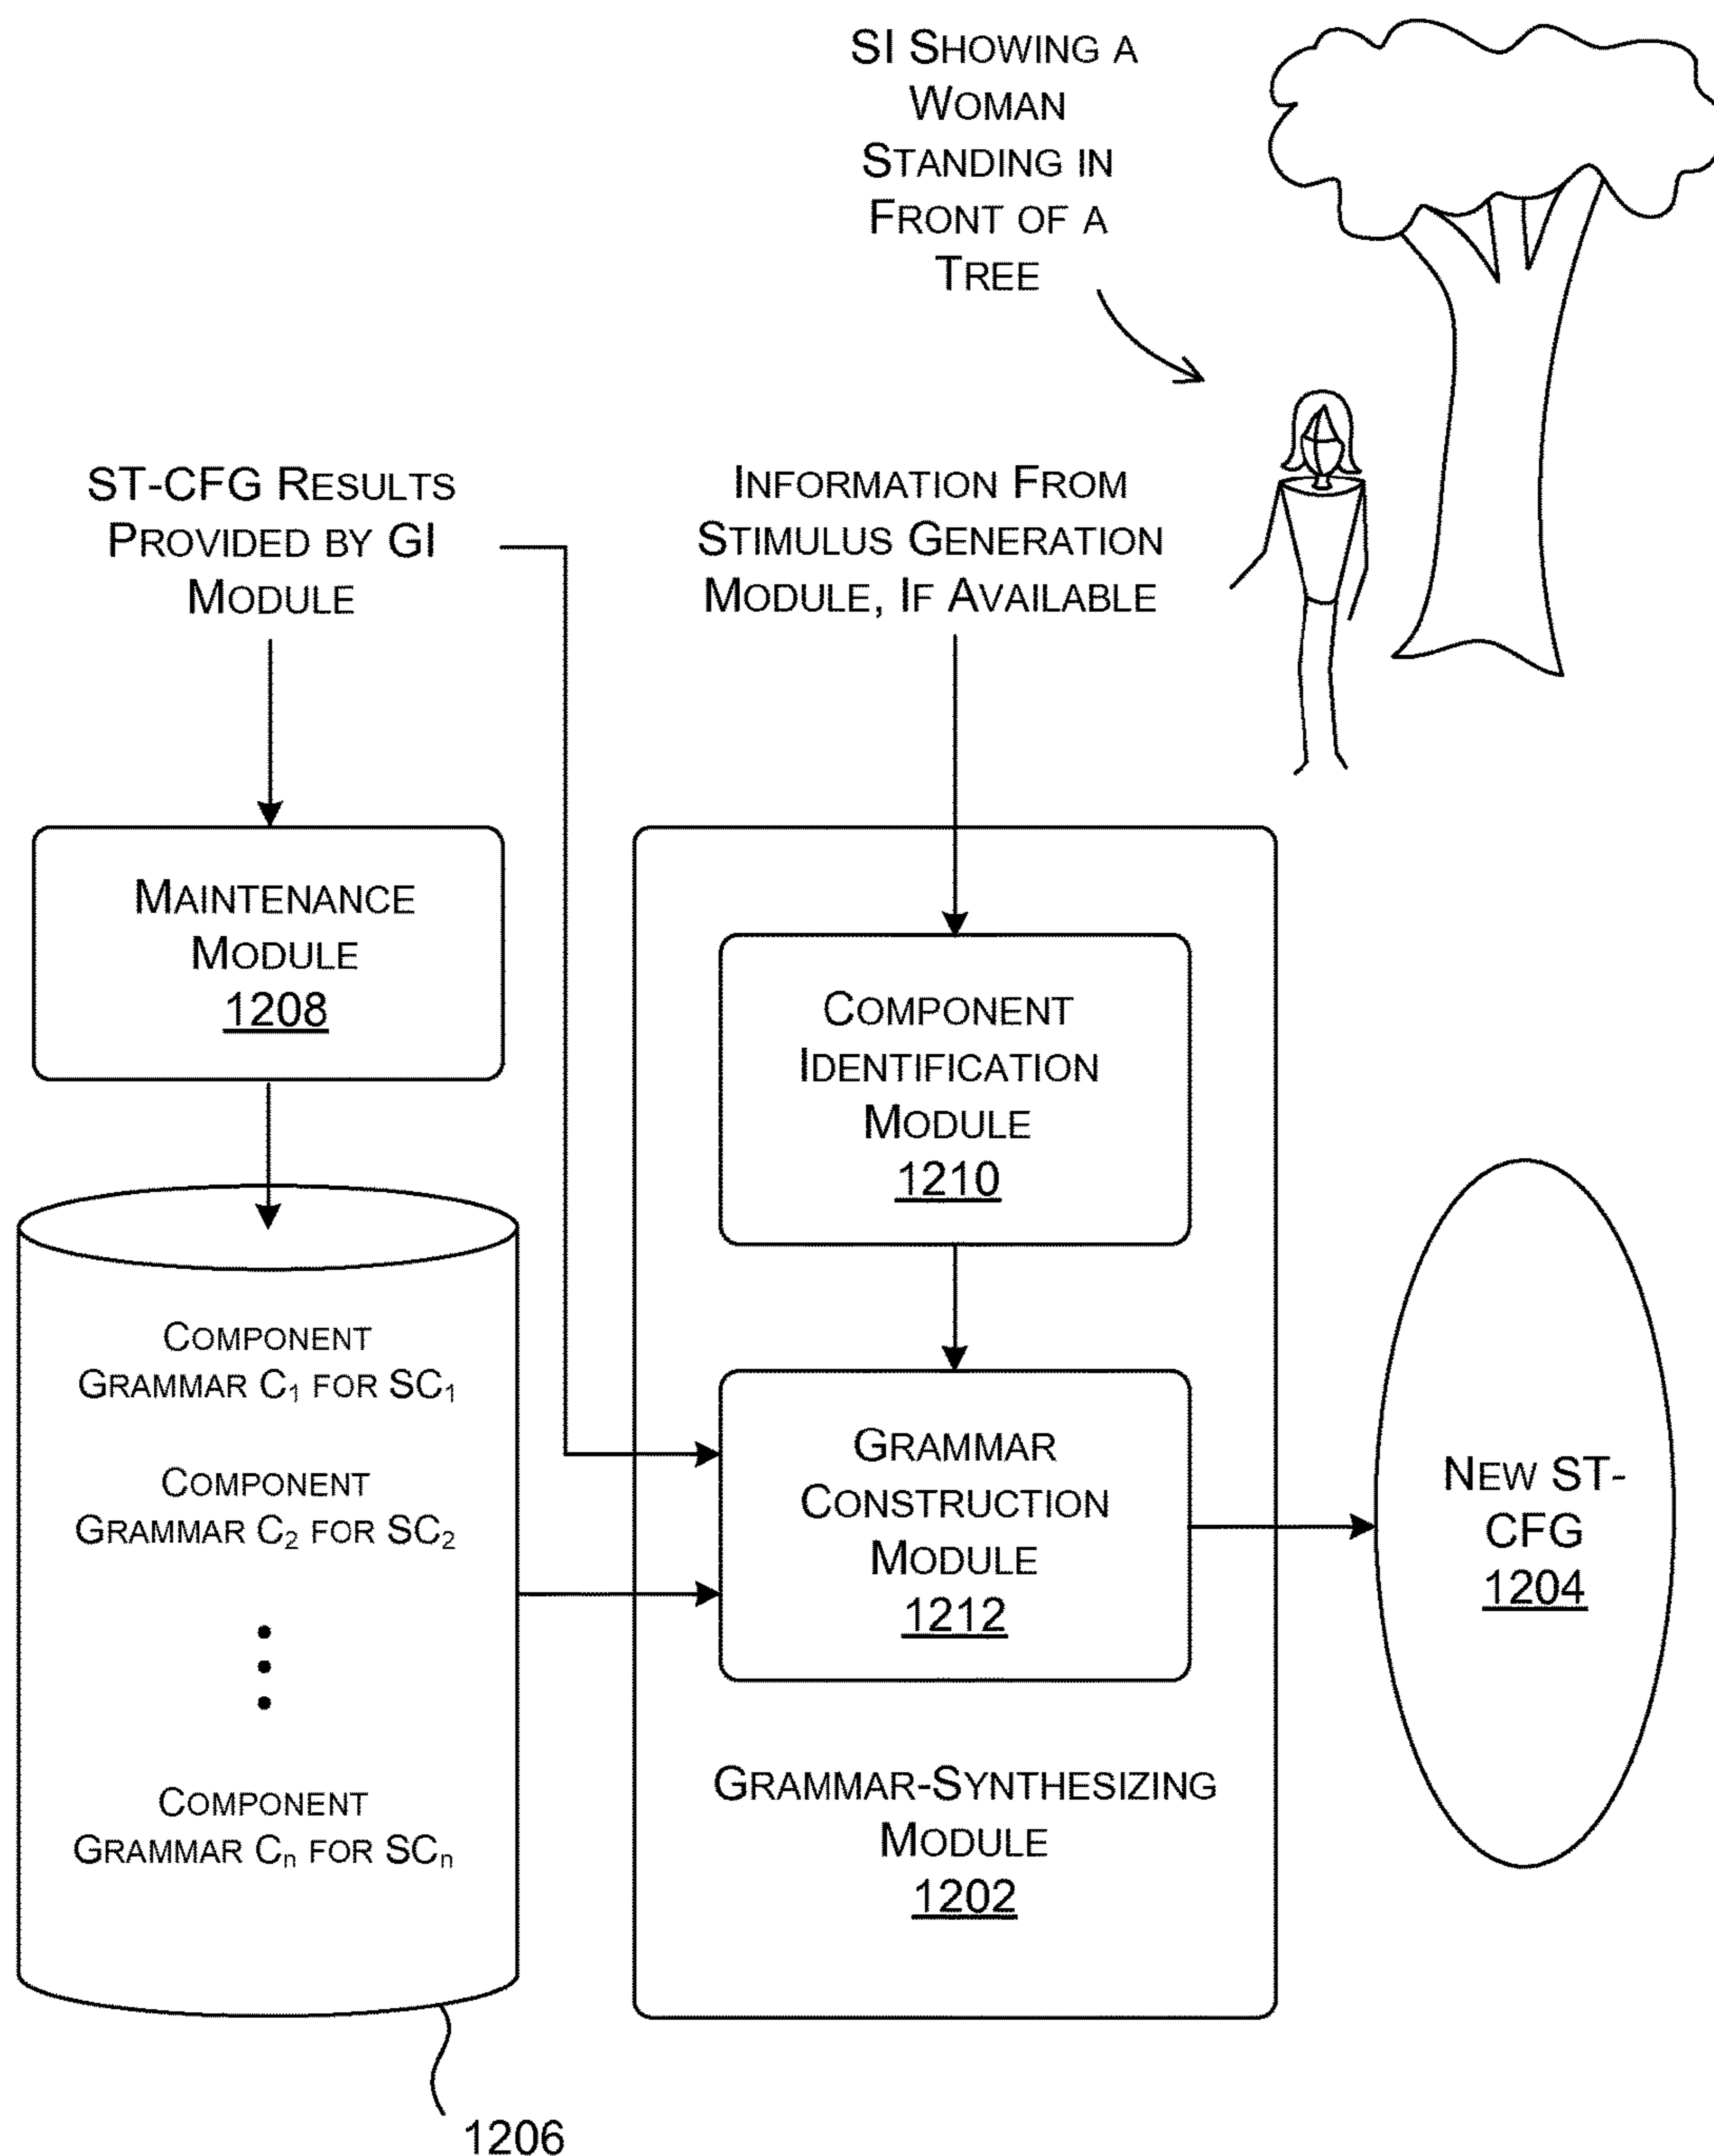 SI SHOWING A
WOMAN
STANDING IN
FRONT OF A
TREE
ST-CFG RESULTS
PROVIDED BY GI
MODULE
INFORMATION FROM
STIMULUS GENERATION
MODULE, IF AVAILABLE
MAINTENANCE
MODULE
1208
COMPONENT
IDENTIFICATION
MODULE
1210
COMPONENT
GRAMMAR C₁ FOR SC₁
COMPONENT
GRAMMAR C₂ FOR SC₂
COMPONENT
GRAMMAR Cₙ FOR SCₙ
GRAMMAR
CONSTRUCTION
MODULE
1212
GRAMMAR-SYNTHESIZING
MODULE
1202
NEW ST-
CFG
1204
1206